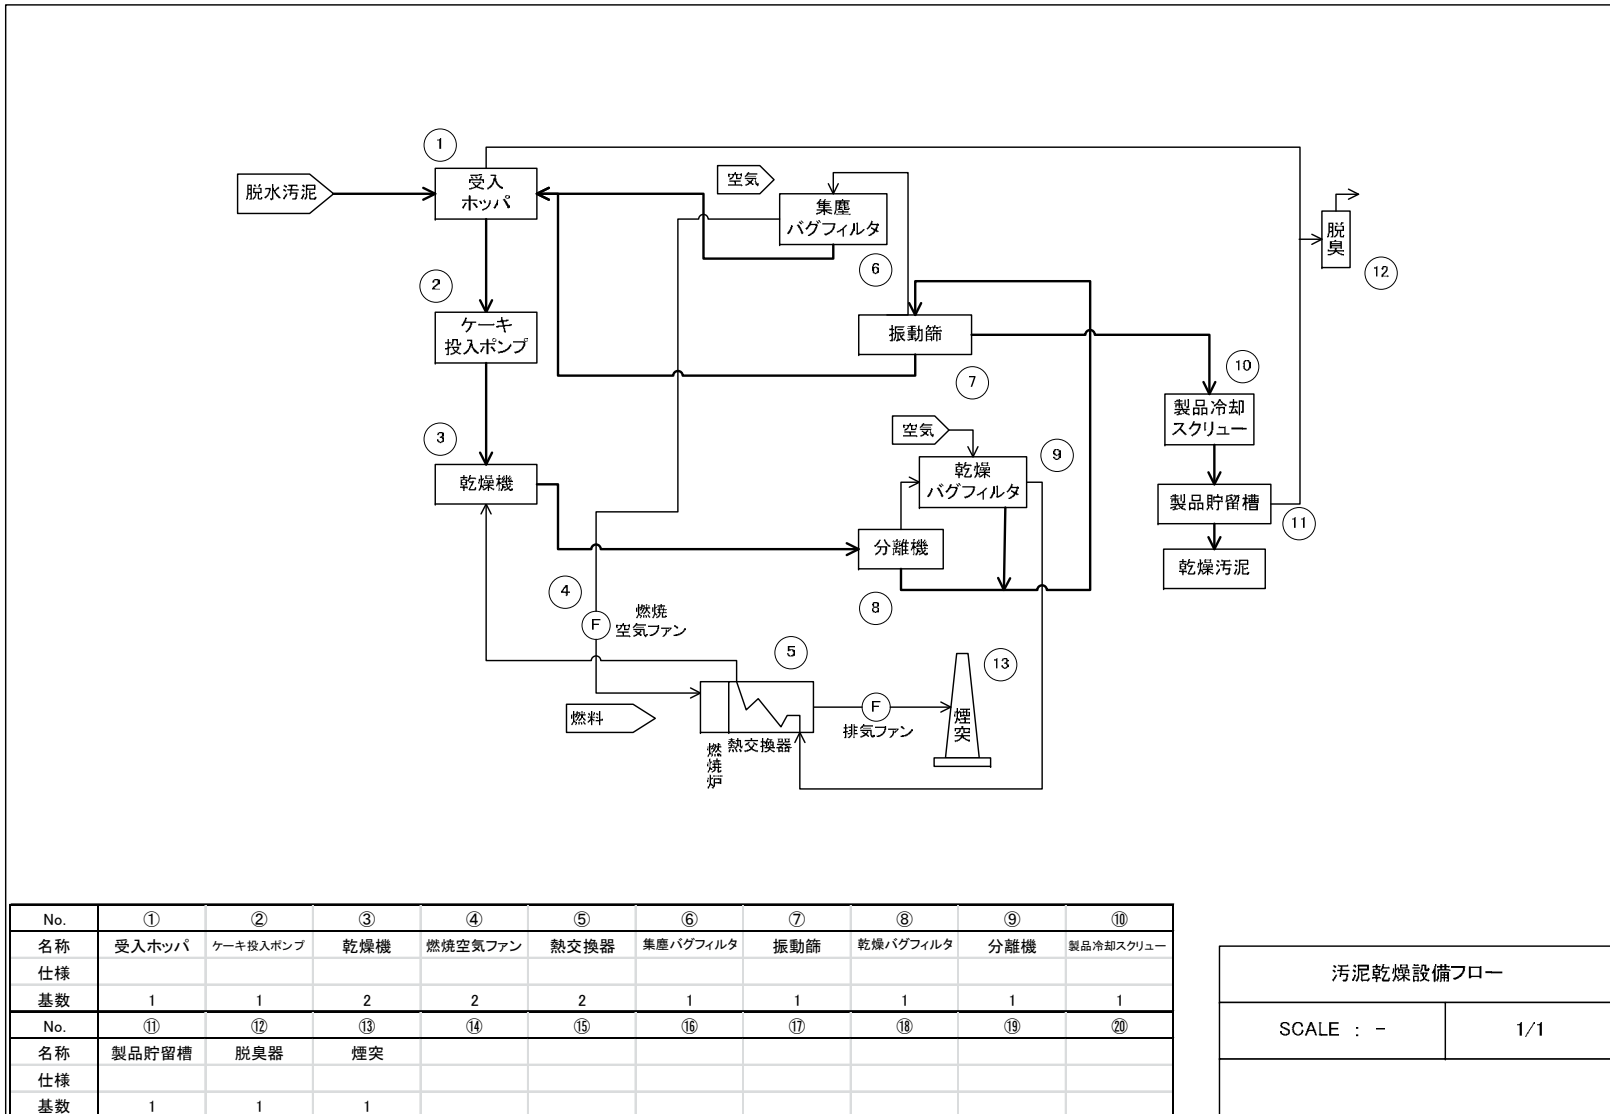 ①
脱水汚泥
受入
ホッパ
空気
集塵
バグフィルタ
脱臭
⑥
⑫
②
ケーキ
投入ポンプ
振動篩
⑦
⑩
製品冷却
スクリュー
③
空気
乾燥
バグフィルタ
⑨
乾燥機
製品貯留槽
⑪
分離機
乾燥汚泥
④
⑧
F
燃焼
空気ファン
⑤
⑬
燃料
F
煙突
排気ファン
熱交換器
燃焼炉
No. ① ② ③ ④ ⑤ ⑥ ⑦ ⑧ ⑨ ⑩
名称 受入ホッパ ケーキ投入ポンプ 乾燥機 燃焼空気ファン 熱交換器 集塵バグフィルタ 振動篩 乾燥バグフィルタ 分離機 製品冷却スクリュー
仕様
基数 1 1 2 2 2 1 1 1 1 1
No. ⑪ ⑫ ⑬ ⑭ ⑮ ⑯ ⑰ ⑱ ⑲ ⑳
名称 製品貯留槽 脱臭器 煙突
仕様
基数 1 1 1
汚泥乾燥設備フロー
SCALE : - 1/1